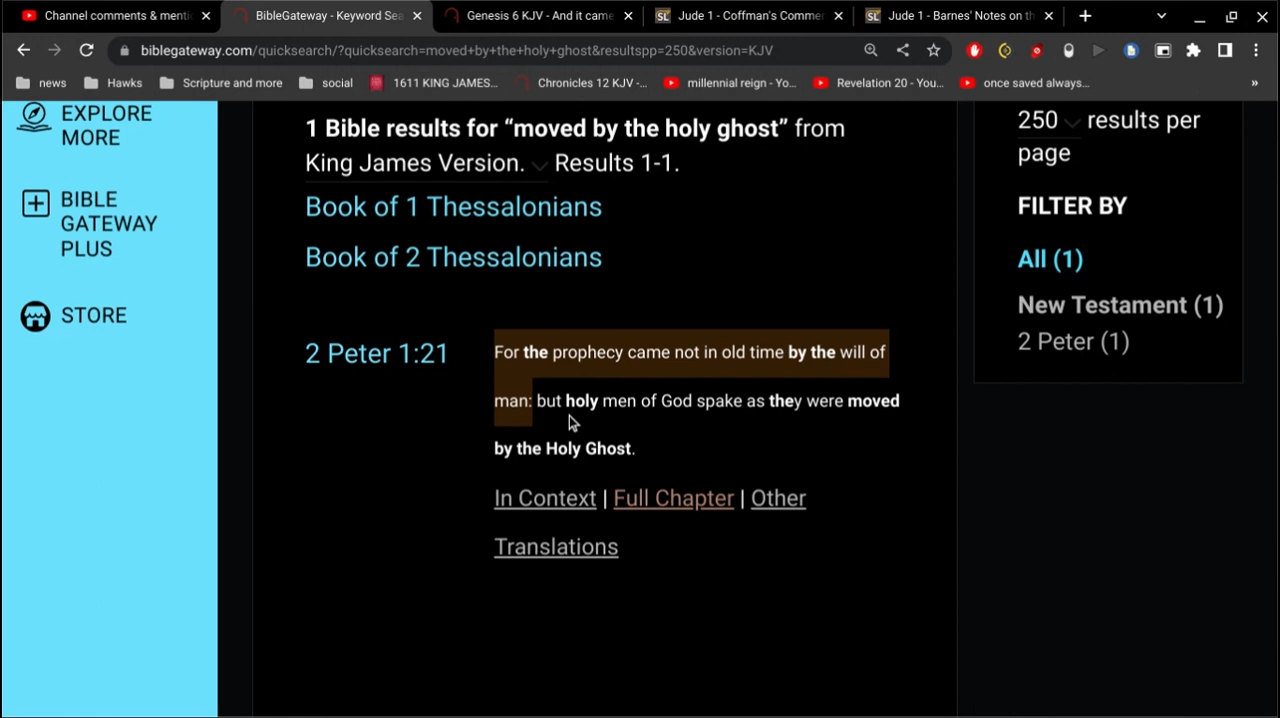 Channel comments & menti
BibleGateway - Keyword Sea
Genesis 6 KJV - And it came
SL Jude 1 - Coffman's Comme
SL Jude 1 - Barnes' Notes on th
biblegateway.com/quicksearch/?quicksearch=moved+by+the+holy+ghost&resultspp=250&version=KJV
news Hawks Scripture and more social 1611 KING JAMES... Chronicles 12 KJV -... millennial reign - Yo... Revelation 20 - You... once saved always... »
EXPLORE
MORE
BIBLE
GATEWAY
PLUS
STORE
1 Bible results for “moved by the holy ghost” from
King James Version. Results 1-1.
Book of 1 Thessalonians
Book of 2 Thessalonians
2 Peter 1:21
For the prophecy came not in old time by the will of
man: but holy men of God spake as they were moved
by the Holy Ghost.
In Context | Full Chapter | Other
Translations
250 results per
page
FILTER BY
All (1)
New Testament (1)
2 Peter (1)